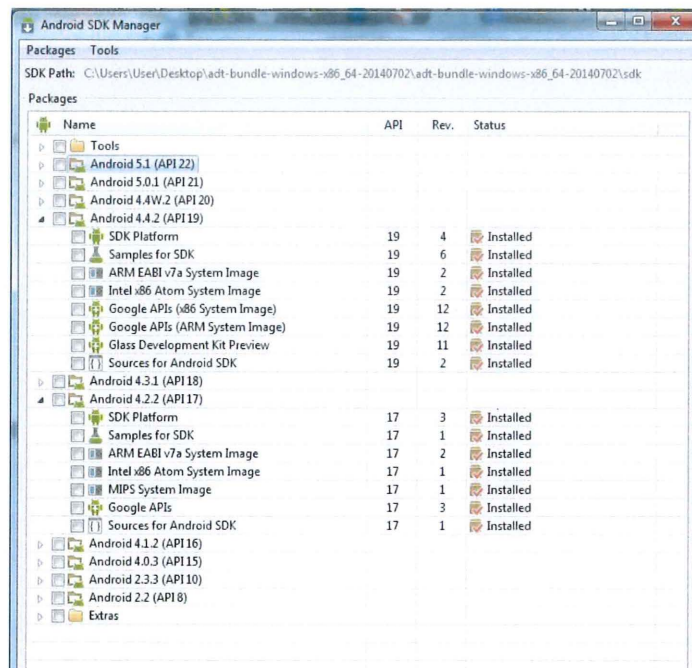 Android SDK Manager
Packages Tools
SDK Path: C:\Users\User\Desktop\adt-bundle-windows-x86_64-20140702\adt-bundle-windows-x86_64-20140702\sdk
Packages
Name API Rev. Status
Tools
Android 5.1 (API 22)
Android 5.0.1 (API 21)
Android 4.4W.2 (API 20)
Android 4.4.2 (API 19)
SDK Platform 19 4 Installed
Samples for SDK 19 6 Installed
ARM EABI v7a System Image 19 2 Installed
Intel x86 Atom System Image 19 2 Installed
Google APIs (x86 System Image) 19 12 Installed
Google APIs (ARM System Image) 19 12 Installed
Glass Development Kit Preview 19 11 Installed
Sources for Android SDK 19 2 Installed
Android 4.3.1 (API 18)
Android 4.2.2 (API 17)
SDK Platform 17 3 Installed
Samples for SDK 17 1 Installed
ARM EABI v7a System Image 17 2 Installed
Intel x86 Atom System Image 17 1 Installed
MIPS System Image 17 1 Installed
Google APIs 17 3 Installed
Sources for Android SDK 17 1 Installed
Android 4.1.2 (API 16)
Android 4.0.3 (API 15)
Android 2.3.3 (API 10)
Android 2.2 (API 8)
Extras